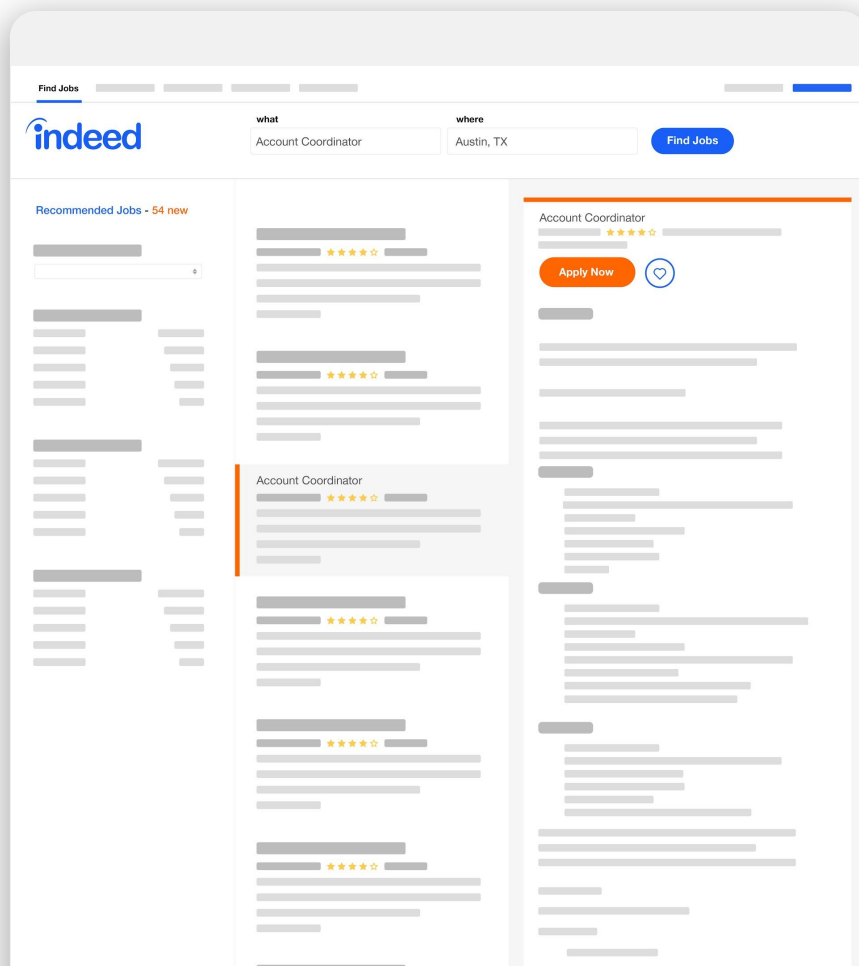 Find Jobs
indeed
what
where
Account Coordinator
Austin, TX
Find Jobs
Recommended Jobs - 54 new
Account Coordinator
Account Coordinator
Apply Now